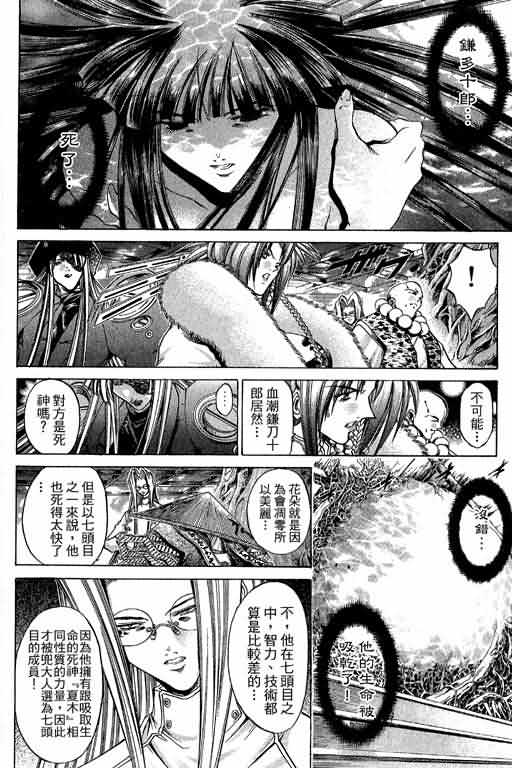 鎌多十郎…
死了…
！
不可能…
血潮鎌刀十
郎居然…
…
對方是死
神嗎？
沒錯
…
他的生命被
吸乾了！
花朵就是因
為會凋零所
以美麗…
但是以七頭目
之一來說，他
也死得太快了
…
不，他在七頭目之
中，智力、技術都
算是比較差的…
因為他擁有跟吸取生
命的死神『夏木』相
同性質的力量，因此
才被兜大人選為七頭
目的成員！